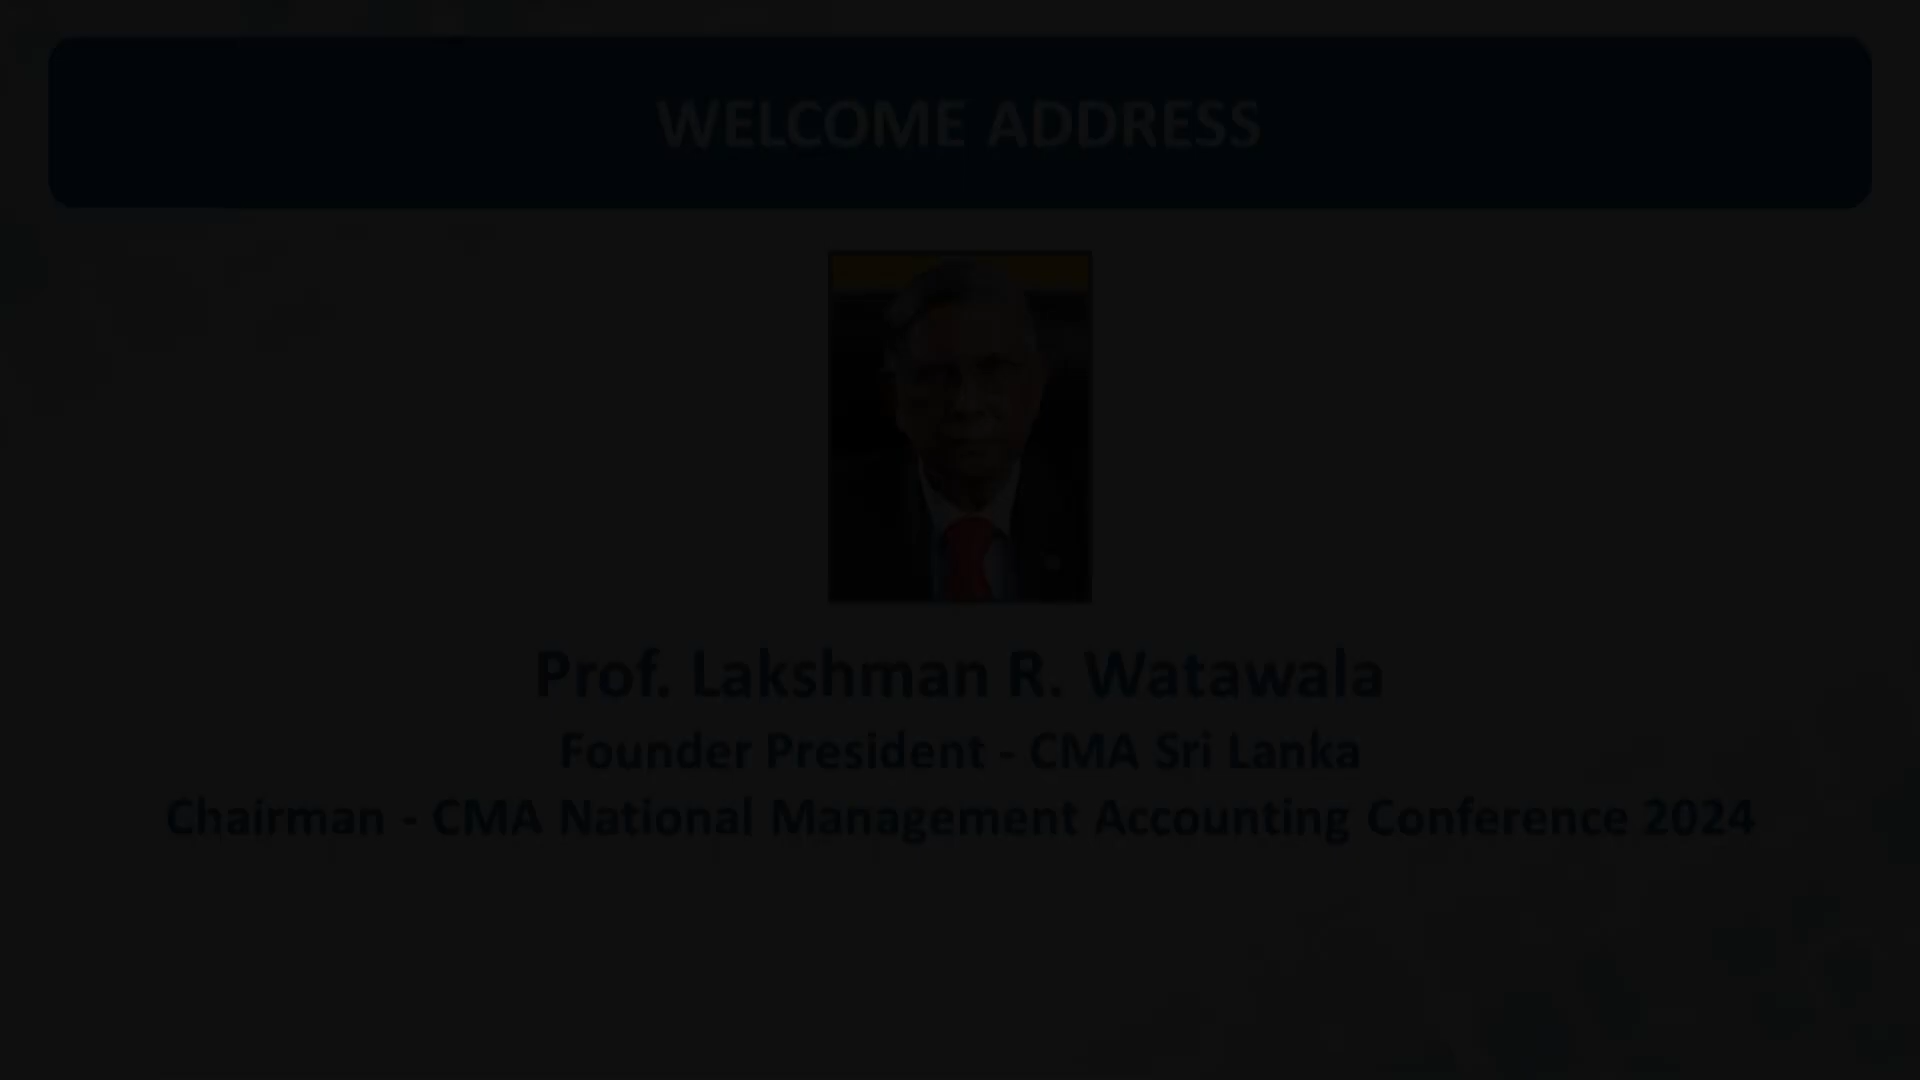 WELCOME ADDRESS
Prof. Lakshman R. Watawala
Founder President - CMA Sri Lanka
Chairman - CMA National Management Accounting Conference 2024